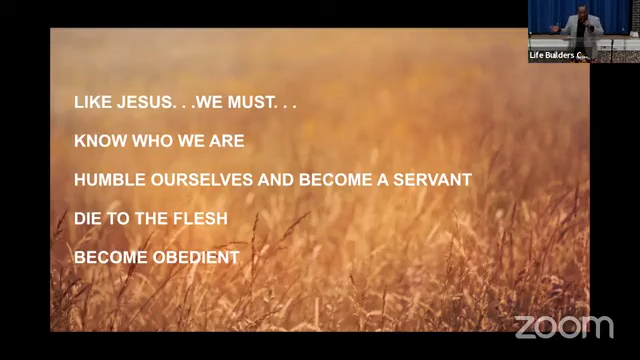 Life Builders C...
LIKE JESUS. . .WE MUST. . .
KNOW WHO WE ARE
HUMBLE OURSELVES AND BECOME A SERVANT
DIE TO THE FLESH
BECOME OBEDIENT
zoom